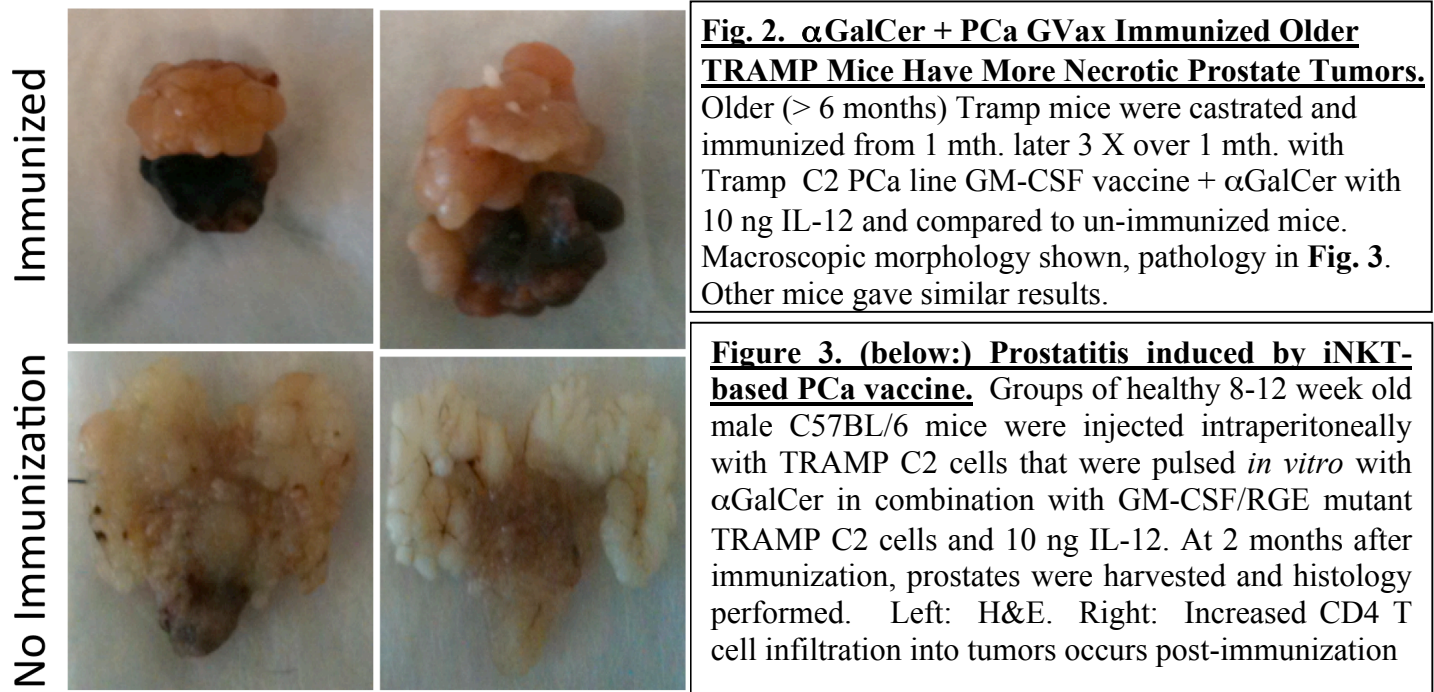 Immunized
No Immunization
Fig. 2. αGalCer + PCa GVax Immunized Older
TRAMP Mice Have More Necrotic Prostate Tumors.
Older (> 6 months) Tramp mice were castrated and
immunized from 1 mth. later 3 X over 1 mth. with
Tramp C2 PCa line GM-CSF vaccine + αGalCer with
10 ng IL-12 and compared to un-immunized mice.
Macroscopic morphology shown, pathology in Fig. 3.
Other mice gave similar results.
Figure 3. (below:) Prostatitis induced by iNKT-
based PCa vaccine. Groups of healthy 8-12 week old
male C57BL/6 mice were injected intraperitoneally
with TRAMP C2 cells that were pulsed in vitro with
αGalCer in combination with GM-CSF/RGE mutant
TRAMP C2 cells and 10 ng IL-12. At 2 months after
immunization, prostates were harvested and histology
performed. Left: H&E. Right: Increased CD4 T
cell infiltration into tumors occurs post-immunization